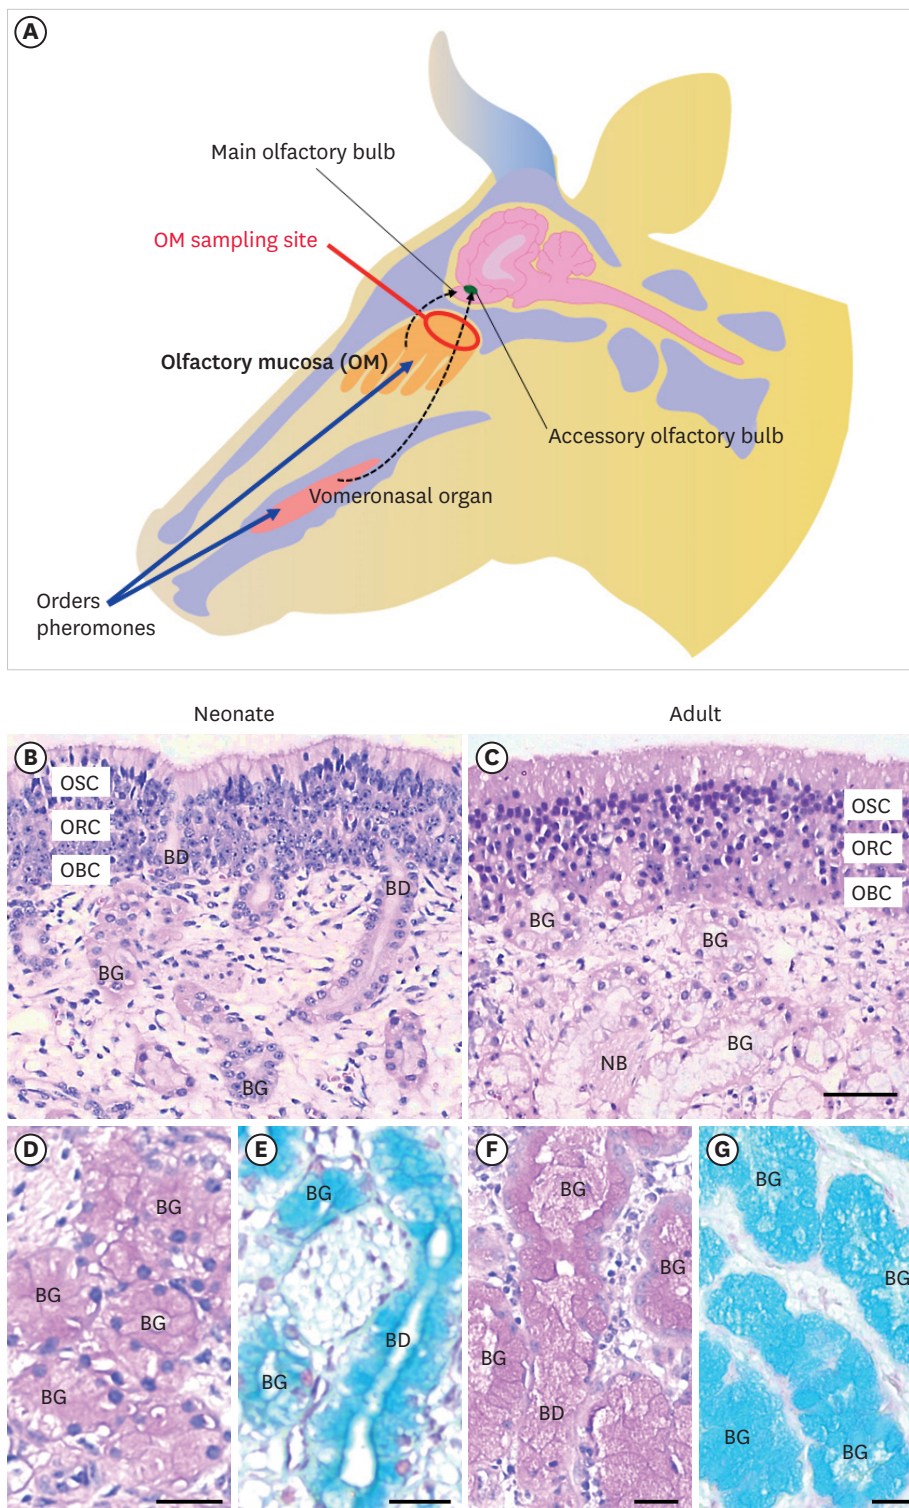 A
Main olfactory bulb
OM sampling site
Olfactory mucosa (OM)
Accessory olfactory bulb
Vomeronasal organ
Orders
pheromones
Neonate
Adult
B
OSC
ORC
OBC
BD
BD
BG
BG
C
OSC
ORC
OBC
BG
BG
BG
NB
D
BG
BG
BG
BG
E
BG
BD
BG
F
BG
BG
BG
BD
G
BG
BG
BG
BG